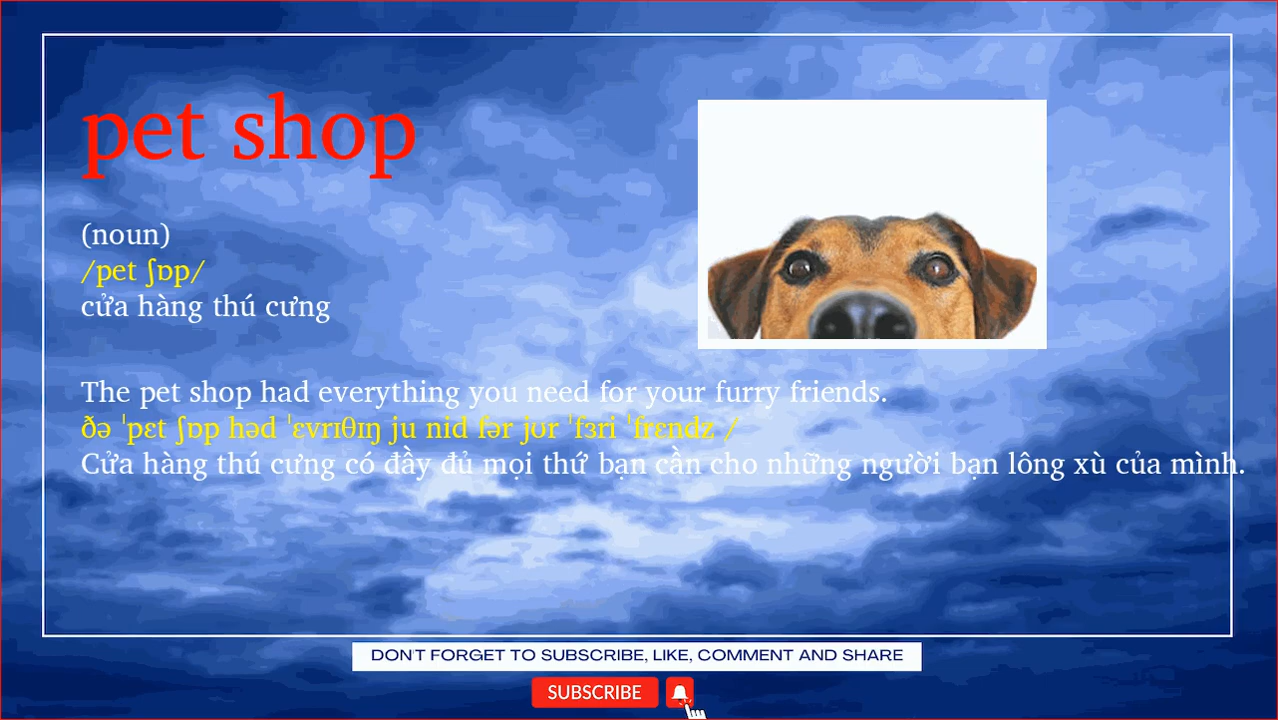 pet shop
(noun)
/pet ʃɒp/
cửa hàng thú cưng
The pet shop had everything you need for your furry friends.
ðə ˈpɛt ʃɒp həd ˈɛvrɪθɪŋ ju nid fər jʊr ˈfɜri ˈfrɛndz /
Cửa hàng thú cưng có đầy đủ mọi thứ bạn cần cho những người bạn lông xù của mình.
DON'T FORGET TO SUBSCRIBE, LIKE, COMMENT AND SHARE
SUBSCRIBE